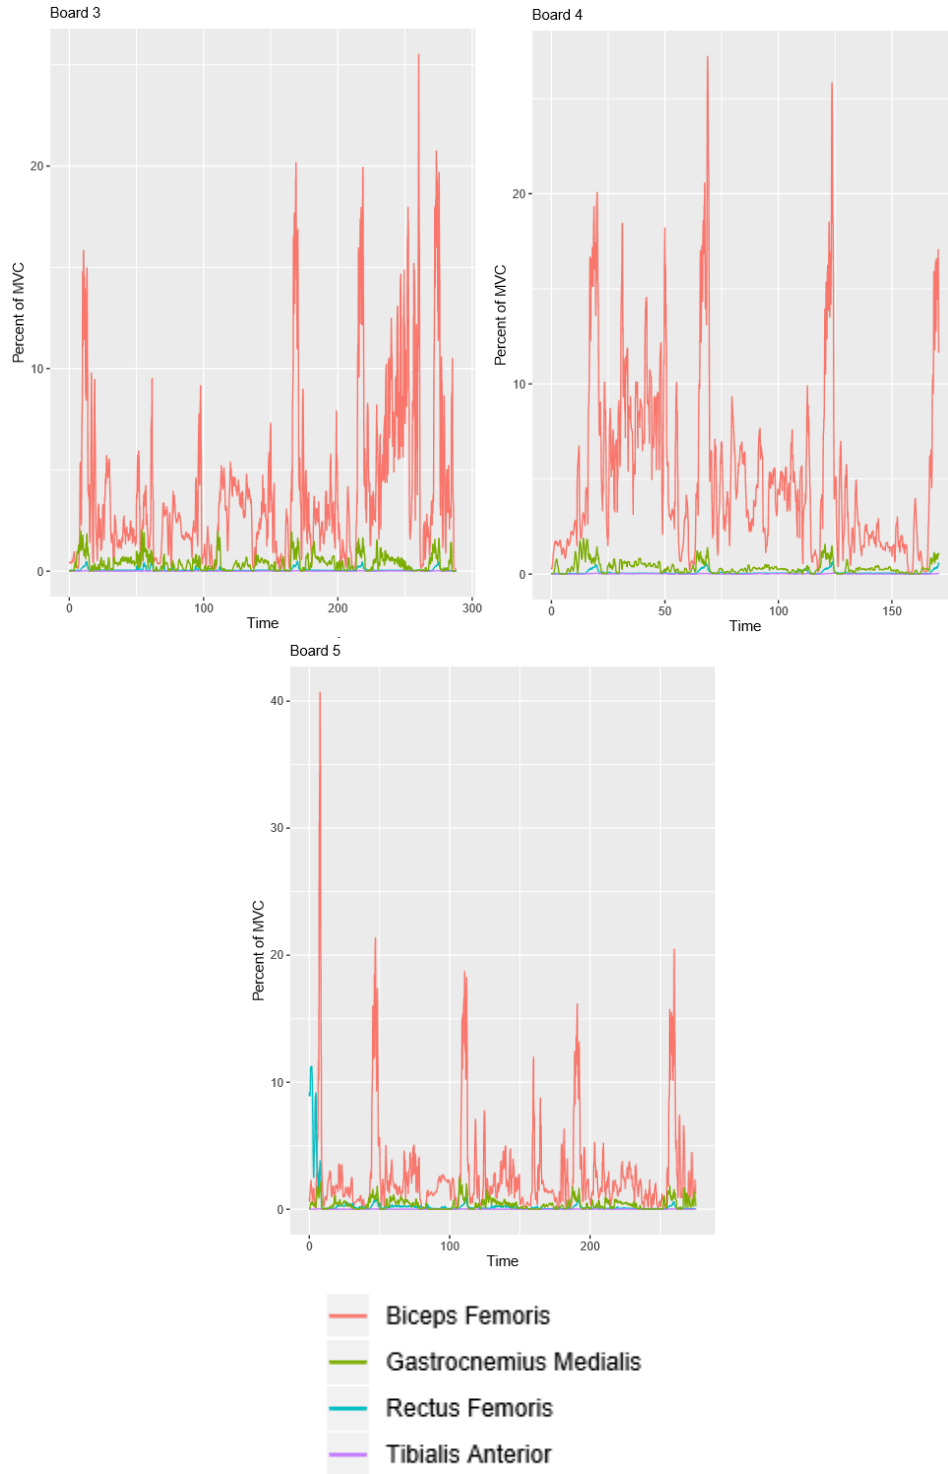 Board 3
Percent of MVC
20
10
0
0 100 200 300
Time
Board 4
Percent of MVC
20
10
0
0 50 100 150
Time
Board 5
Percent of MVC
40
30
20
10
0
0 100 200
Time
Biceps Femoris
Gastrocnemius Medialis
Rectus Femoris
Tibialis Anterior